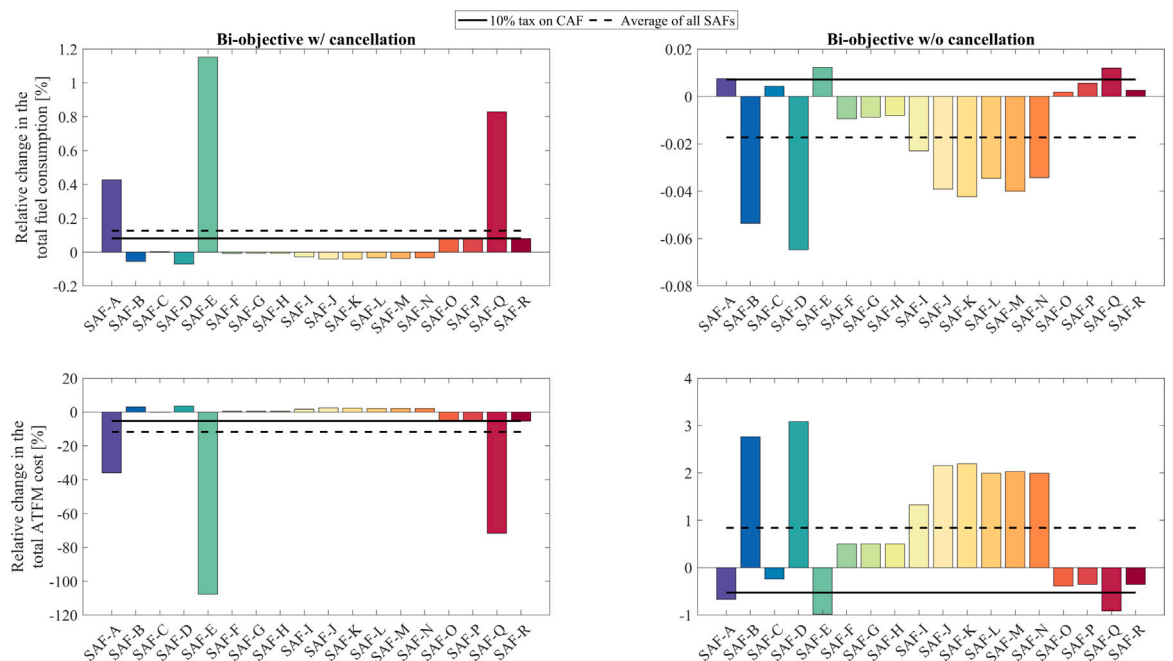 10% tax on CAF
Average of all SAFs
Bi-objective w/ cancellation
Relative change in the
total fuel consumption [%]
1.2
1
0.8
0.6
0.4
0.2
0
-0.2
SAF-A
SAF-B
SAF-C
SAF-D
SAF-E
SAF-F
SAF-G
SAF-H
SAF-I
SAF-J
SAF-K
SAF-L
SAF-M
SAF-N
SAF-O
SAF-P
SAF-Q
SAF-R
Bi-objective w/o cancellation
0.02
0
-0.02
-0.04
-0.06
-0.08
SAF-A
SAF-B
SAF-C
SAF-D
SAF-E
SAF-F
SAF-G
SAF-H
SAF-I
SAF-J
SAF-K
SAF-L
SAF-M
SAF-N
SAF-O
SAF-P
SAF-Q
SAF-R
Relative change in the
total ATFM cost [%]
20
0
-20
-40
-60
-80
-100
-120
SAF-A
SAF-B
SAF-C
SAF-D
SAF-E
SAF-F
SAF-G
SAF-H
SAF-I
SAF-J
SAF-K
SAF-L
SAF-M
SAF-N
SAF-O
SAF-P
SAF-Q
SAF-R
4
3
2
1
0
-1
SAF-A
SAF-B
SAF-C
SAF-D
SAF-E
SAF-F
SAF-G
SAF-H
SAF-I
SAF-J
SAF-K
SAF-L
SAF-M
SAF-N
SAF-O
SAF-P
SAF-Q
SAF-R